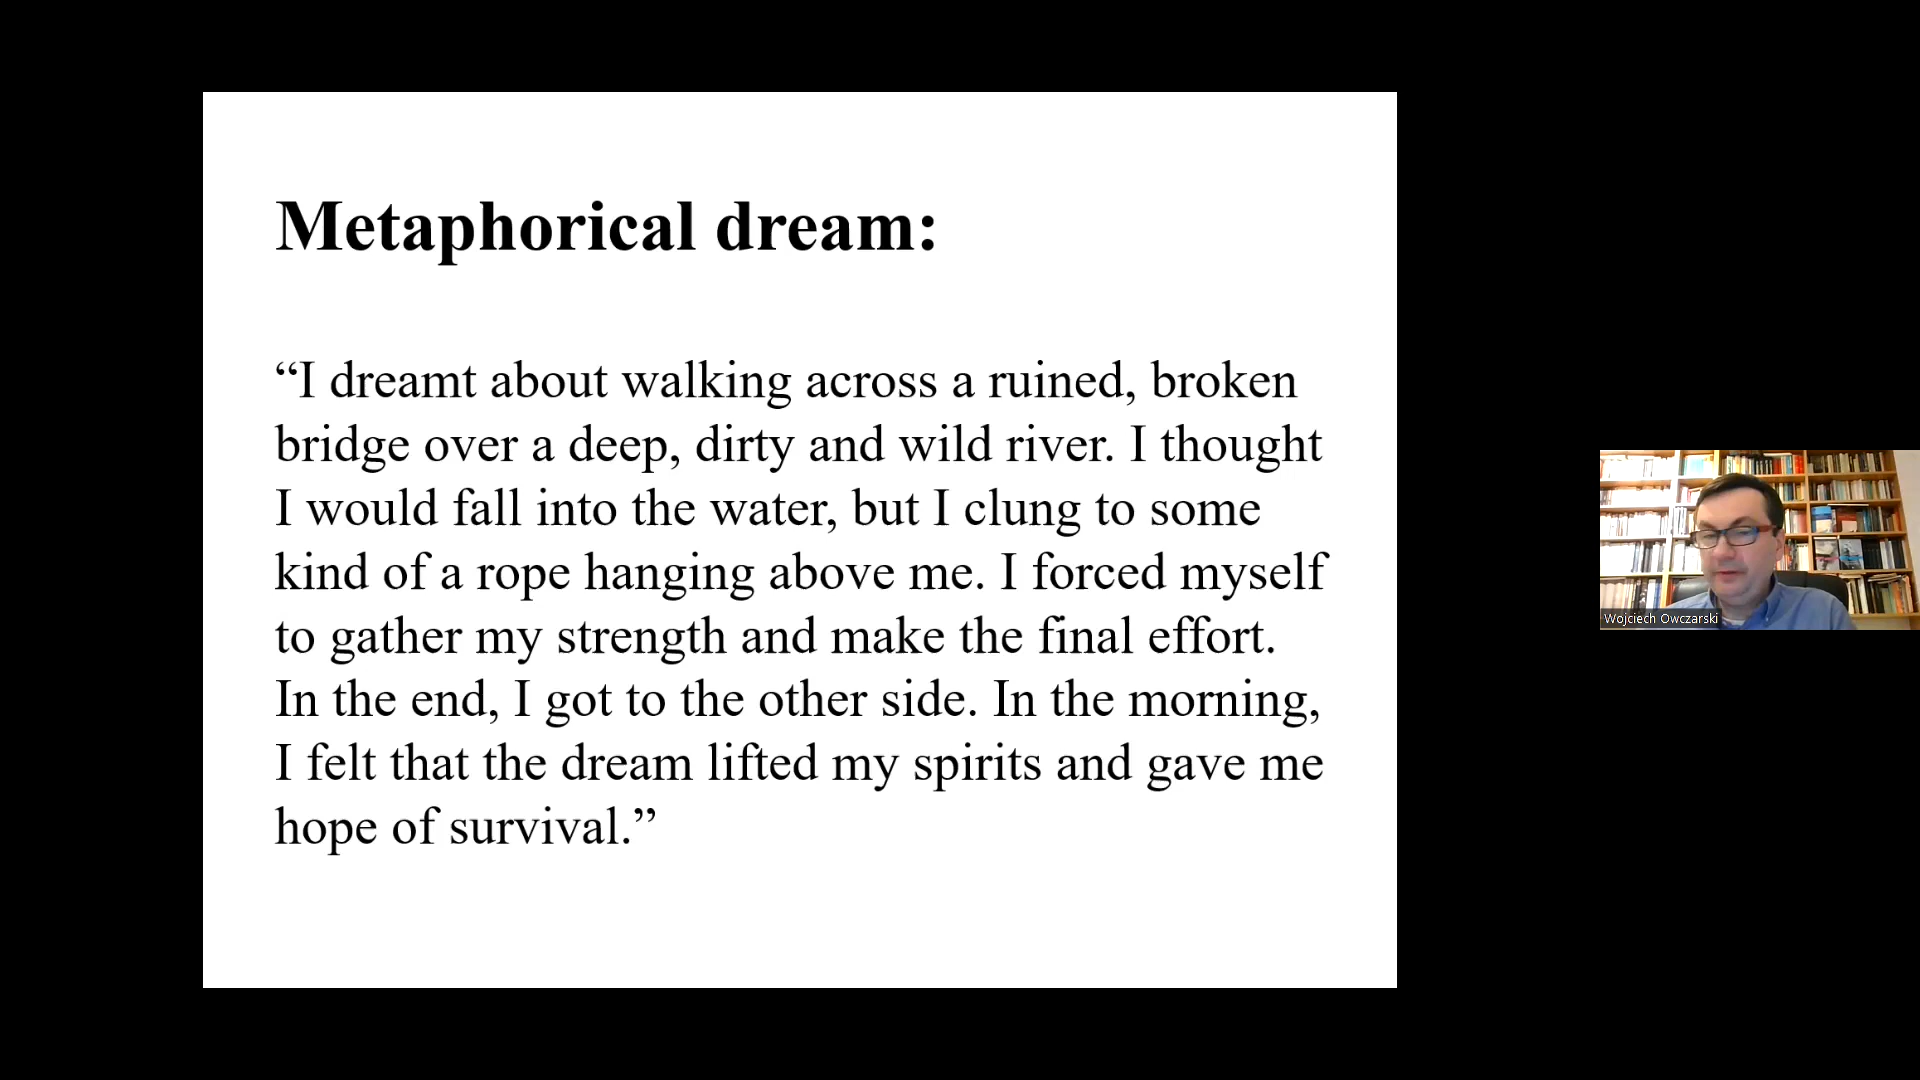 Metaphorical dream:
“I dreamt about walking across a ruined, broken
bridge over a deep, dirty and wild river. I thought
I would fall into the water, but I clung to some
kind of a rope hanging above me. I forced myself
to gather my strength and make the final effort.
In the end, I got to the other side. In the morning,
I felt that the dream lifted my spirits and gave me
hope of survival.”
Wojciech Owczarski